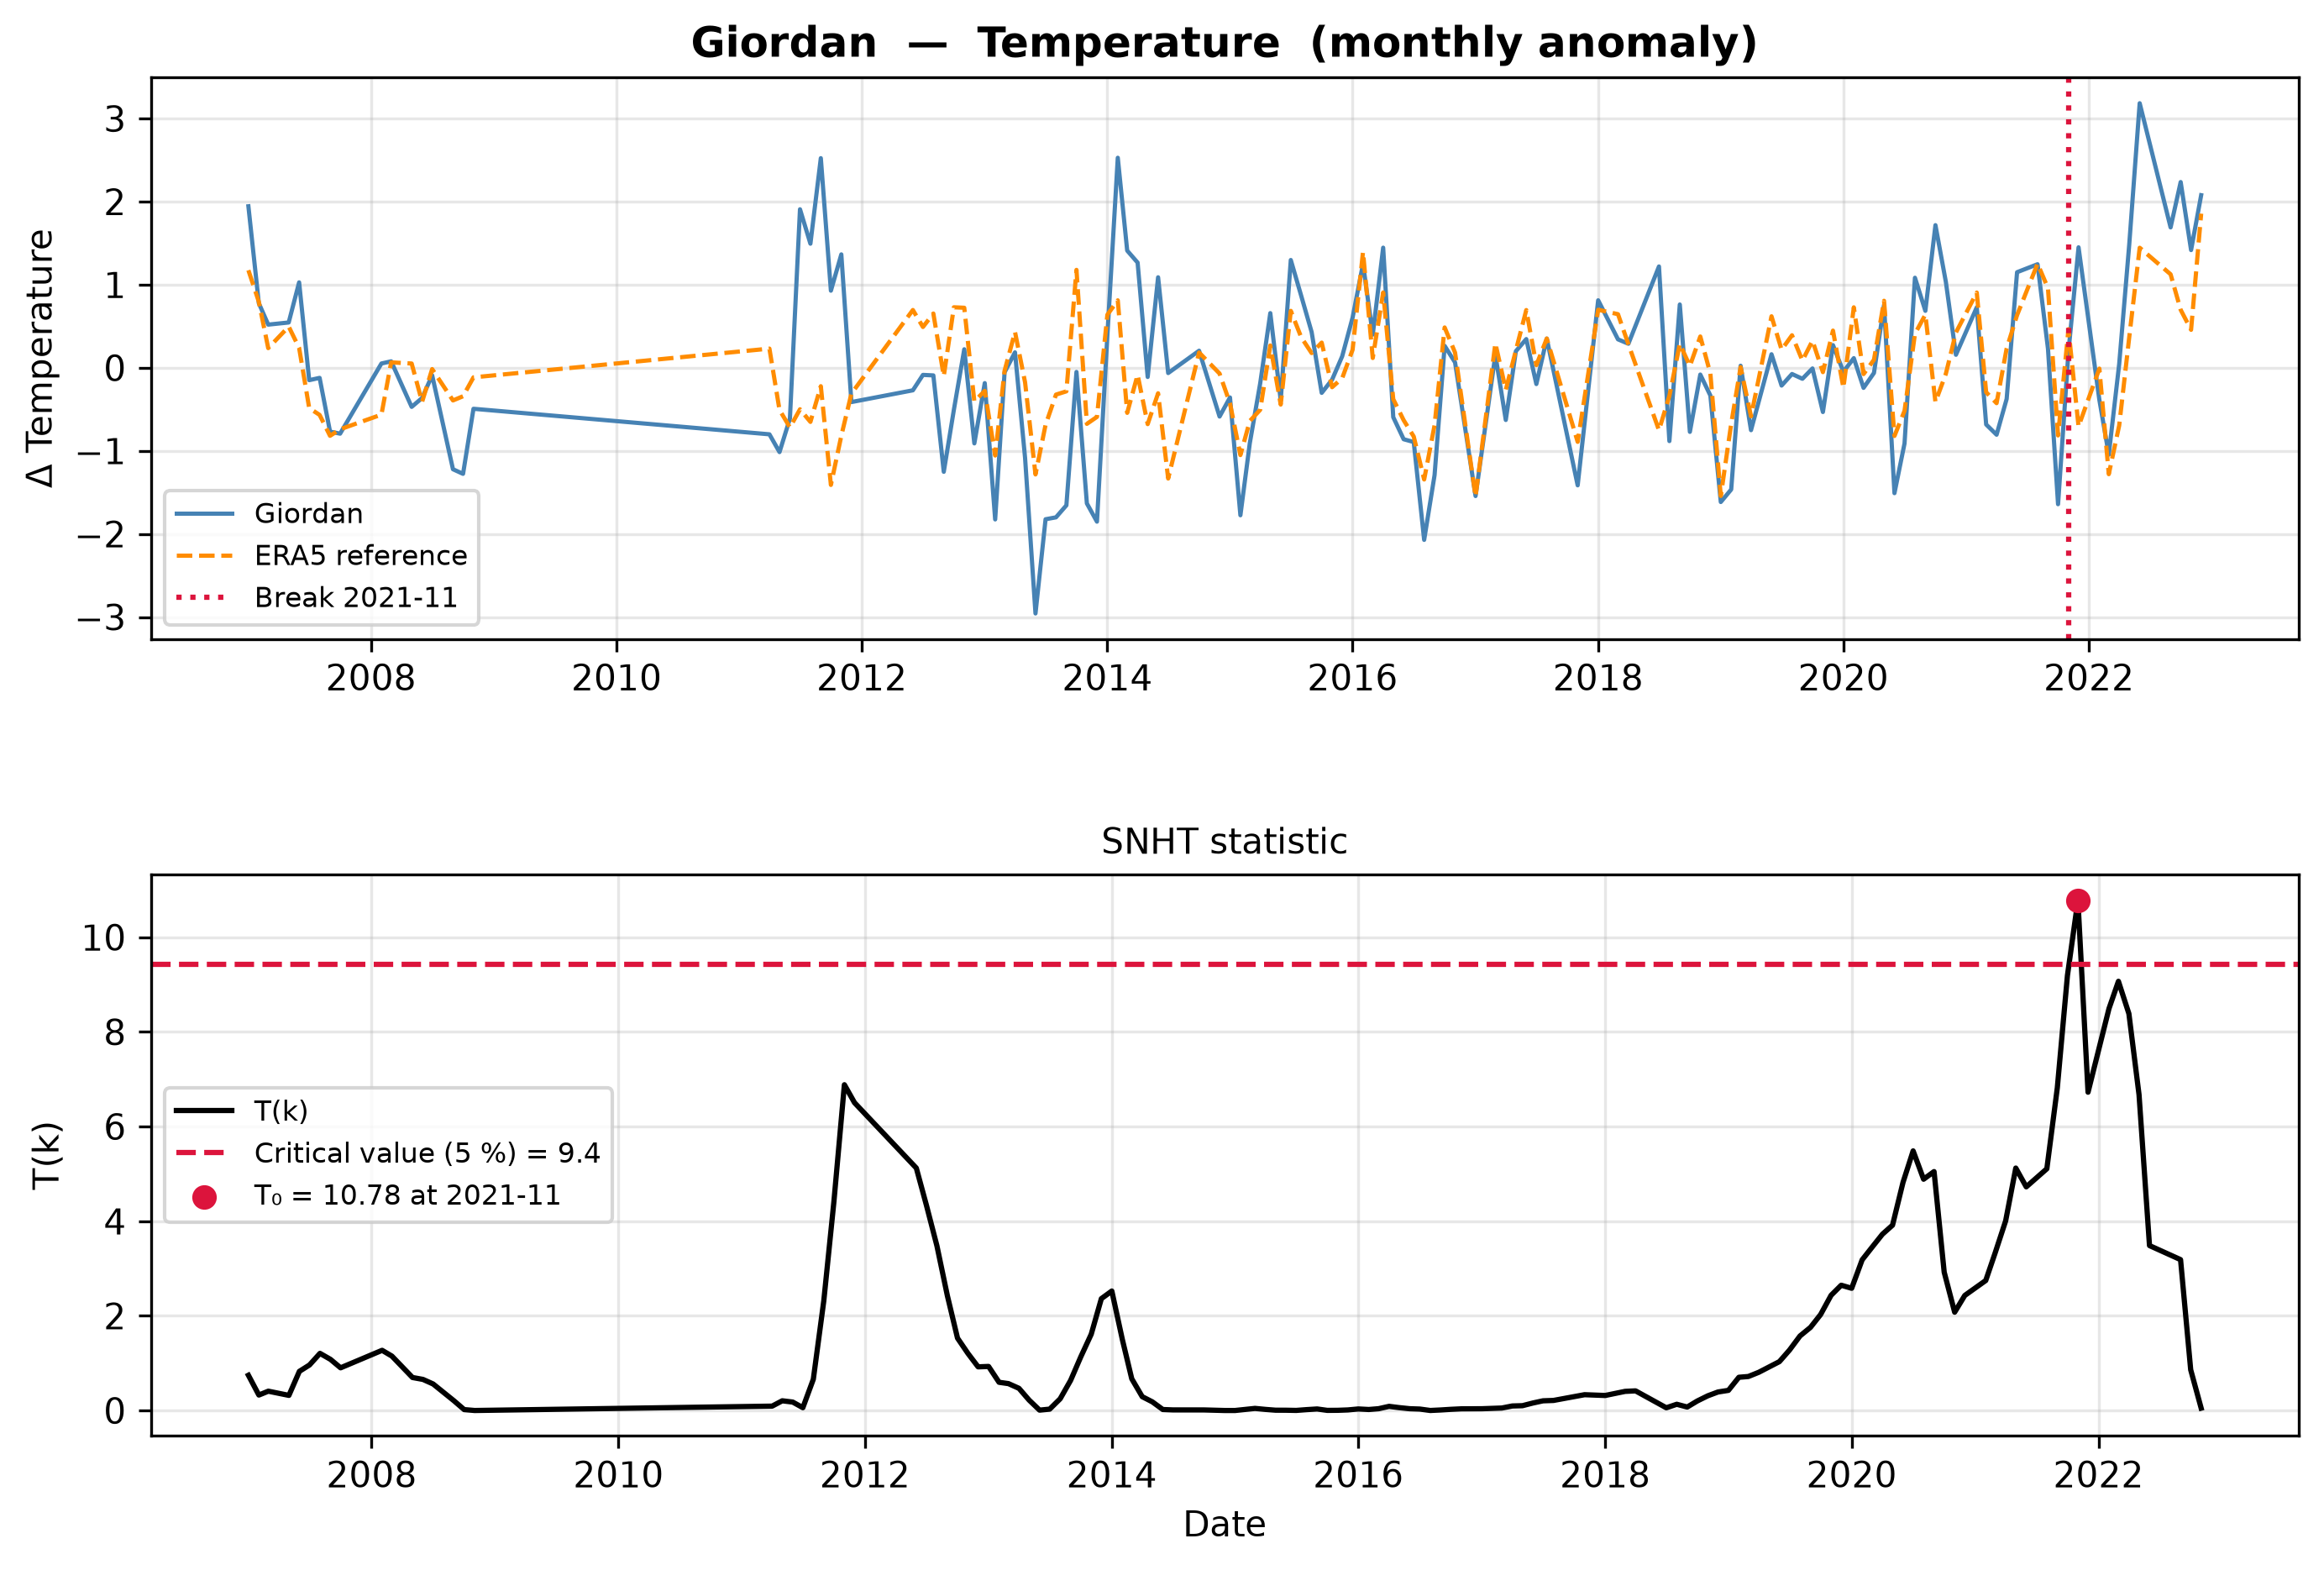 Giordan — Temperature (monthly anomaly)
3
2
1
0
−1
−2
−3
Δ Temperature
Giordan
ERA5 reference
Break 2021-11
2008 2010 2012 2014 2016 2018 2020 2022
SNHT statistic
10
8
6
4
2
0
T(k)
T(k)
Critical value (5 %) = 9.4
T₀ = 10.78 at 2021-11
2008 2010 2012 2014 2016 2018 2020 2022
Date